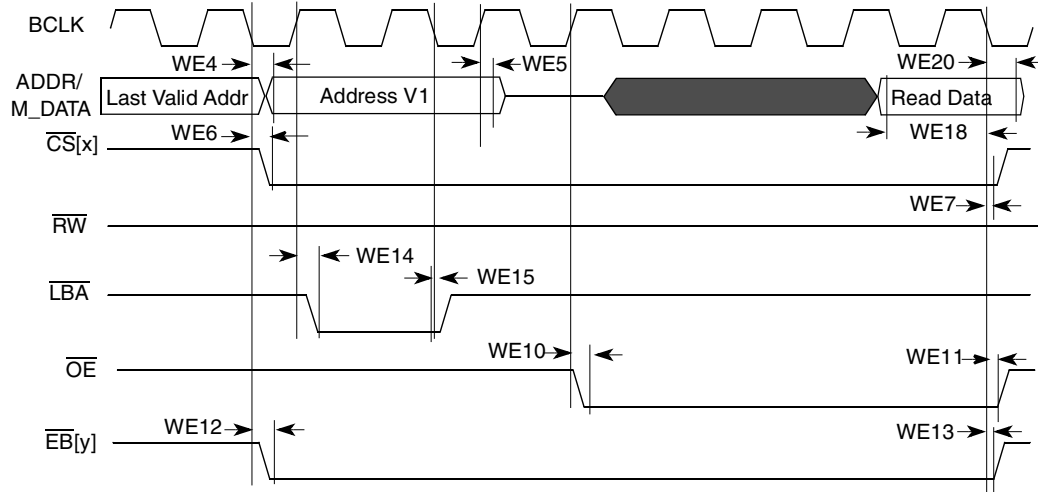 BCLK
WE4
WE5
WE20
ADDR/
M_DATA
Last Valid Addr
Address V1
Read Data
WE6
WE18
CS[x]
WE7
RW
WE14
WE15
LBA
WE10
WE11
OE
WE12
WE13
EB[y]